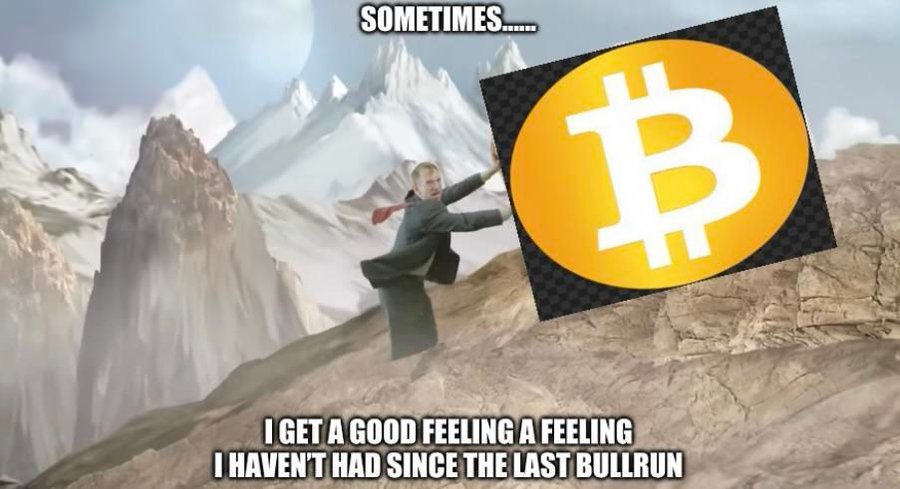 SOMETIMES......
I GET A GOOD FEELING A FEELING
I HAVEN'T HAD SINCE THE LAST BULLRUN